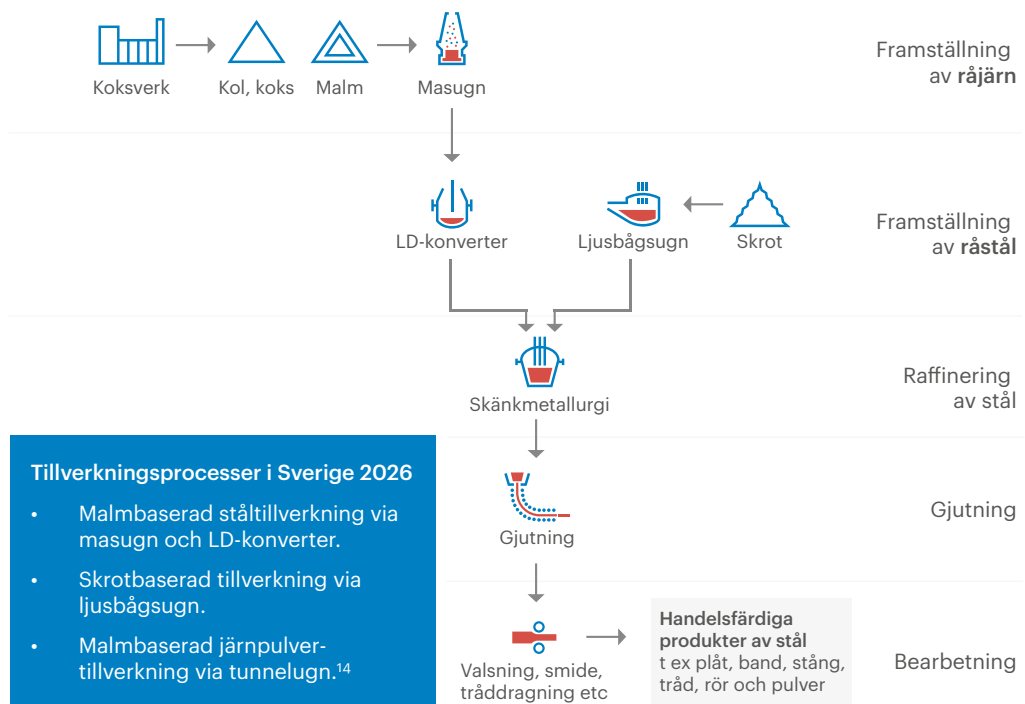 Koksverk
Kol, koks
Malm
Masugn
Framställning
av råjärn
LD-konverter
Ljusbågsugn
Skrot
Framställning
av råstål
Skänkmetallurgi
Raffinering
av stål
Tillverkningsprocesser i Sverige 2026
• Malmbaserad ståltillverkning via
masugn och LD-konverter.
• Skrotbaserad tillverkning via
ljusbågsugn.
• Malmbaserad järnpulver-
tillverkning via tunnelugn.¹⁴
Gjutning
Gjutning
Valsning, smide,
tråddragning etc
Handelsfärdiga
produkter av stål
t ex plåt, band, stång,
tråd, rör och pulver
Bearbetning